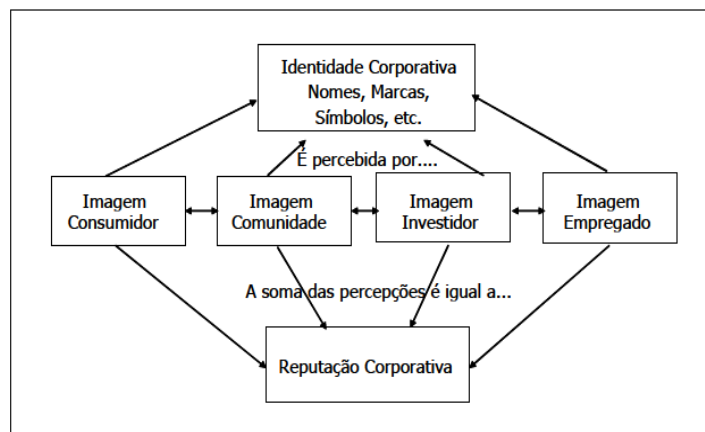 Identidade Corporativa
Nomes, Marcas,
Símbolos, etc.
É percebida por....
Imagem
Consumidor
Imagem
Comunidade
Imagem
Investidor
Imagem
Empregado
A soma das percepções é igual a...
Reputação Corporativa